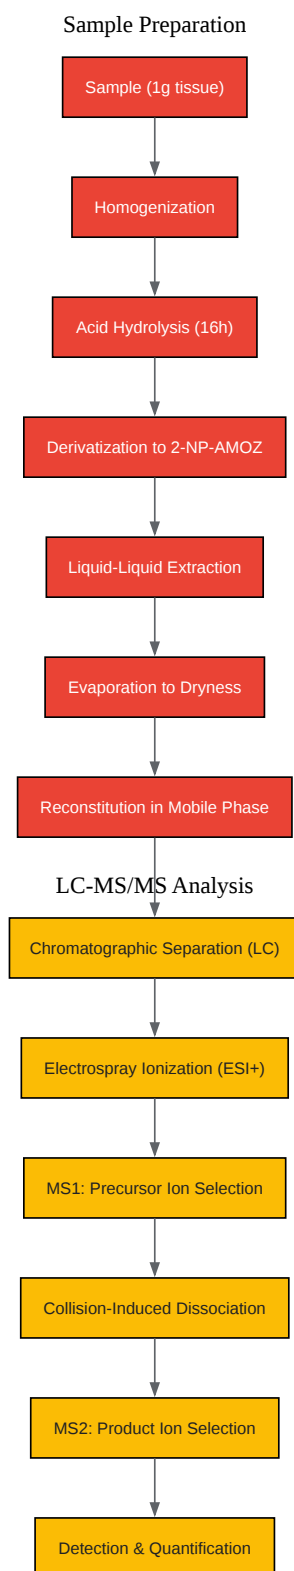 Sample Preparation
Sample (1g tissue)
Homogenization
Acid Hydrolysis (16h)
Derivatization to 2-NP-AMOZ
Liquid-Liquid Extraction
Evaporation to Dryness
Reconstitution in Mobile Phase
LC-MS/MS Analysis
Chromatographic Separation (LC)
Electrospray Ionization (ESI+)
MS1: Precursor Ion Selection
Collision-Induced Dissociation
MS2: Product Ion Selection
Detection & Quantification